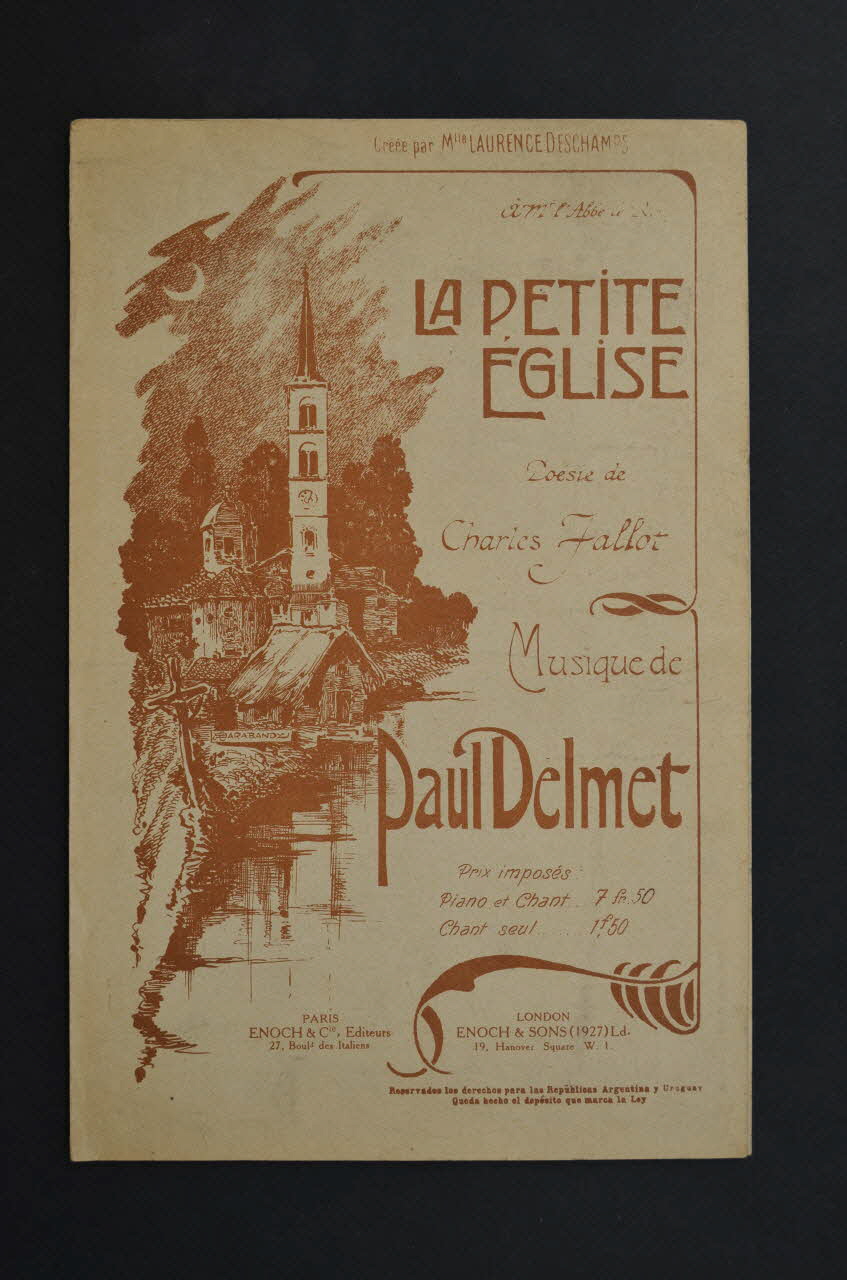 Créée par Mlle LAURENCE DESCHAMPS
À Mr l'Abbé
LA PETITE
ÉGLISE
Poésie de
Charles Fallot
Musique de
Paul Delmet
DARABANDY
Prix imposés:
Piano et Chant.. 7 fr. 50
Chant seul....... 1f,50
PARIS
ENOCH & Cie, Editeurs
27, Bould des Italiens
LONDON
ENOCH & SONS (1927) Ld.
19, Hanover Square W. 1.
Reservados los derechos para las Repúblicas Argentina y Uruguay
Queda hecho el depósito que marca la Ley